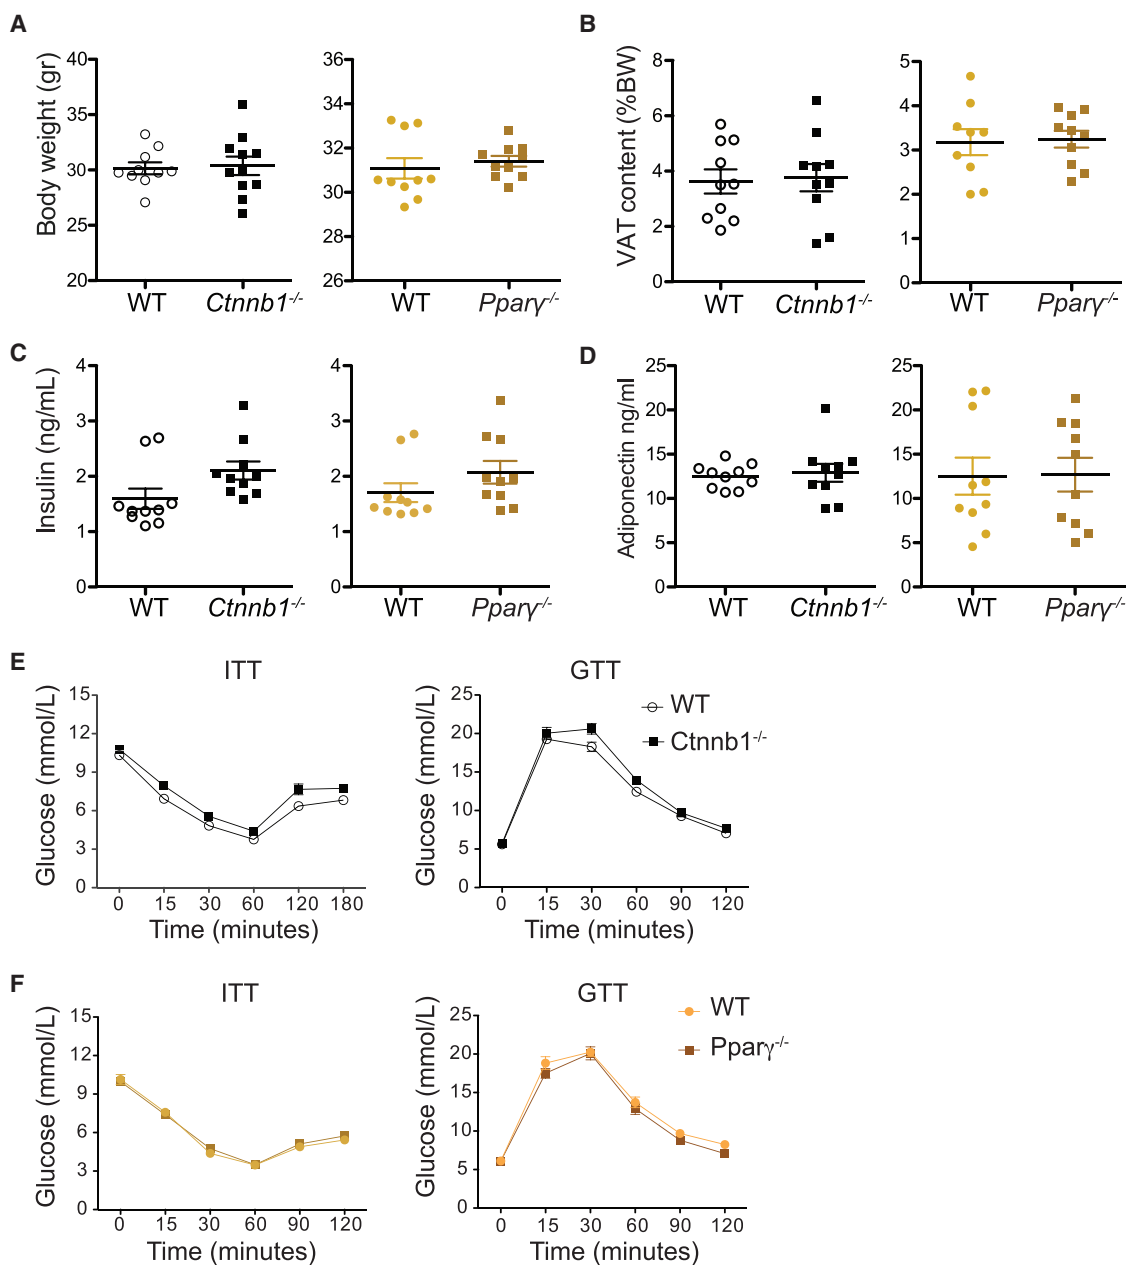 A
Body weight (gr)
40
35
30
25
20
WT
Ctnnb1-/-
36
34
32
30
28
26
WT
Pparγ-/-
B
VAT content (%BW)
8
6
4
2
0
WT
Ctnnb1-/-
5
4
3
2
1
0
WT
Pparγ-/-
C
Insulin (ng/mL)
4
3
2
1
0
WT
Ctnnb1-/-
4
3
2
1
0
WT
Pparγ-/-
D
Adiponectin ng/ml
25
20
15
10
5
0
WT
Ctnnb1-/-
25
20
15
10
5
0
WT
Pparγ-/-
E
ITT
Glucose (mmol/L)
15
12
9
6
3
0
0 15 30 60 120 180
Time (minutes)
GTT
Glucose (mmol/L)
25
20
15
10
5
0
0 15 30 60 90 120
Time (minutes)
WT
Ctnnb1-/-
F
ITT
Glucose (mmol/L)
15
12
9
6
3
0
0 15 30 60 90 120
Time (minutes)
GTT
Glucose (mmol/L)
25
20
15
10
5
0
0 15 30 60 90 120
Time (minutes)
WT
Pparγ-/-